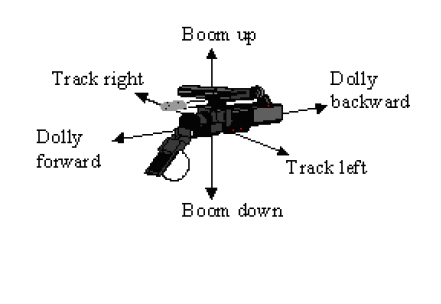 Boom up
Track right
Dolly
backward
Dolly
forward
Track left
Boom down